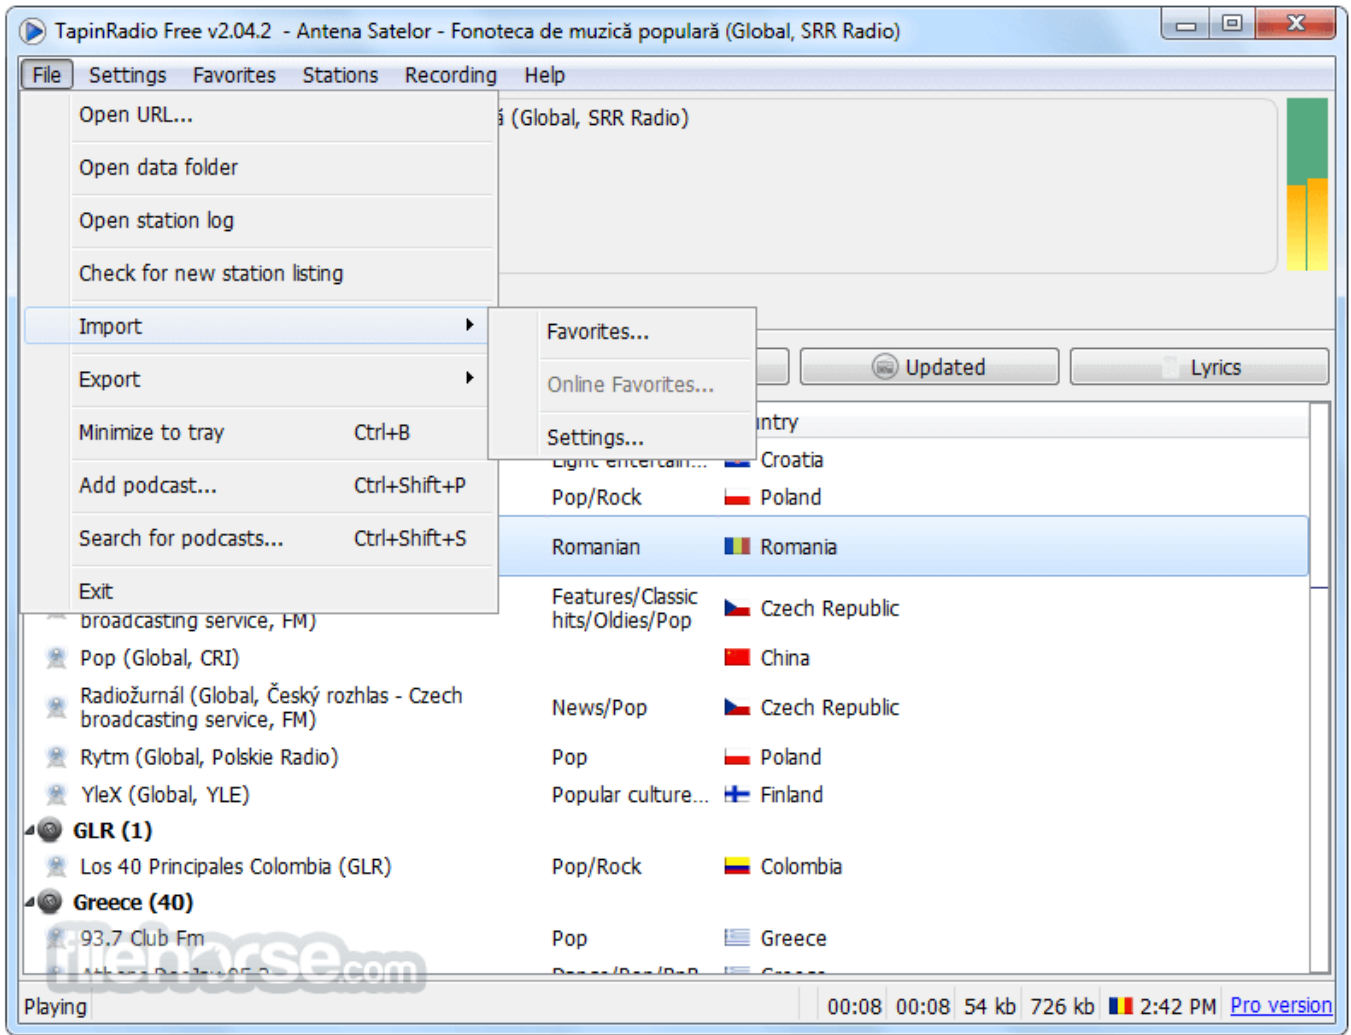 TapinRadio Free v2.04.2 - Antena Satelor - Fonoteca de muzică populară (Global, SRR Radio)
File Settings Favorites Stations Recording Help
Open URL...
(Global, SRR Radio)
Open data folder
Open station log
Check for new station listing
Import
Favorites...
Online Favorites...
Settings...
Export
Minimize to tray Ctrl+B
Add podcast... Ctrl+Shift+P
Search for podcasts... Ctrl+Shift+S
Exit
Updated Lyrics
Light entertain... Croatia
Pop/Rock Poland
Romanian Romania
Features/Classic
hits/Oldies/Pop Czech Republic
broadcasting service, FM)
Pop (Global, CRI) China
Radiožurnál (Global, Český rozhlas - Czech
broadcasting service, FM) News/Pop Czech Republic
Rytm (Global, Polskie Radio) Pop Poland
YleX (Global, YLE) Popular culture... Finland
GLR (1)
Los 40 Principales Colombia (GLR) Pop/Rock Colombia
Greece (40)
93.7 Club Fm Pop Greece
filehorse.com
Playing 00:08 00:08 54 kb 726 kb 2:42 PM Pro version